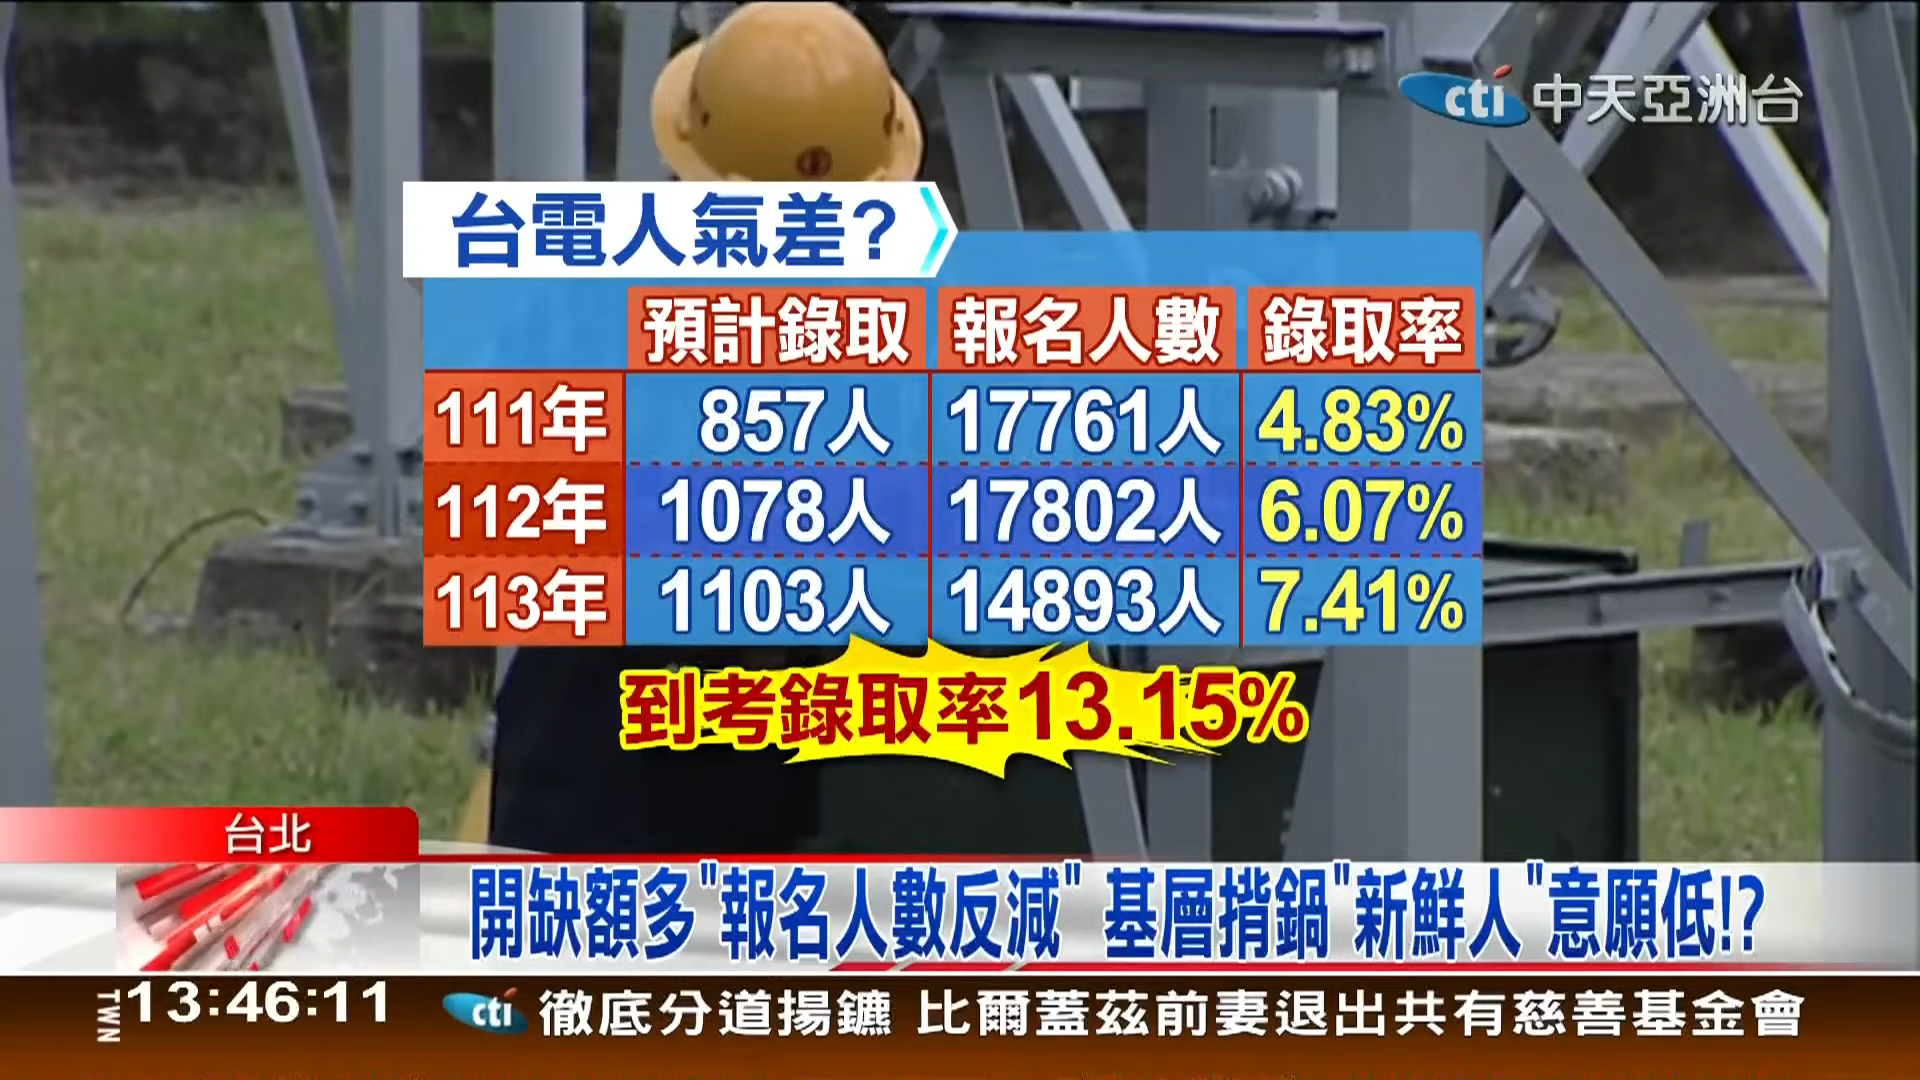 cti 中天亞洲台
台電人氣差?
預計錄取 報名人數 錄取率
111年 857人 17761人 4.83%
112年 1078人 17802人 6.07%
113年 1103人 14893人 7.41%
到考錄取率13.15%
台北
開缺額多"報名人數反減" 基層揹鍋"新鮮人"意願低!?
TWN 13:46:11 cti 徹底分道揚鑣 比爾蓋茲前妻退出共有慈善基金會